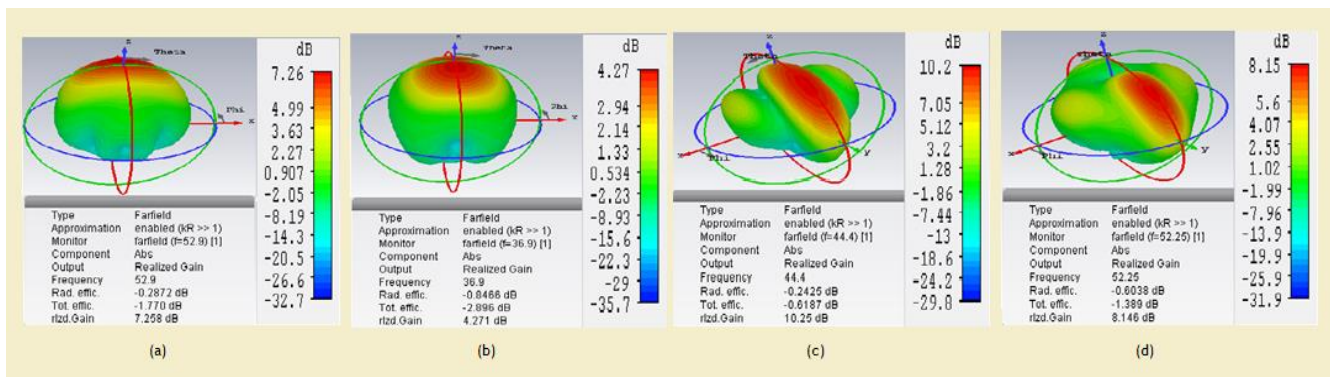 dB
7.26
4.99
3.63
2.27
0.907
-2.05
-8.19
-14.3
-20.5
-26.6
-32.7
z
Theta
Phi
x
Type Farfield
Approximation enabled (kR >> 1)
Monitor farfield (f=52.9) [1]
Component Abs
Output Realized Gain
Frequency 52.9
Rad. effic. -0.2872 dB
Tot. effic. -1.770 dB
rlzd.Gain 7.258 dB
(a)
dB
4.27
2.94
2.14
1.33
0.534
-2.23
-8.93
-15.6
-22.3
-29
-35.7
z
Theta
Phi
x
Type Farfield
Approximation enabled (kR >> 1)
Monitor farfield (f=36.9) [1]
Component Abs
Output Realized Gain
Frequency 36.9
Rad. effic. -0.8466 dB
Tot. effic. -2.896 dB
rlzd.Gain 4.271 dB
(b)
dB
10.2
7.05
5.12
3.2
1.28
-1.86
-7.44
-13
-18.6
-24.2
-29.8
z
Theta
x
Phi
y
Type Farfield
Approximation enabled (kR >> 1)
Monitor farfield (f=44.4) [1]
Component Abs
Output Realized Gain
Frequency 44.4
Rad. effic. -0.2425 dB
Tot. effic. -0.6187 dB
rlzd.Gain 10.25 dB
(c)
dB
8.15
5.6
4.07
2.55
1.02
-1.99
-7.96
-13.9
-19.9
-25.9
-31.9
z
Theta
x
Phi
y
Type Farfield
Approximation enabled (kR >> 1)
Monitor farfield (f=52.25) [1]
Component Abs
Output Realized Gain
Frequency 52.25
Rad. effic. -0.6038 dB
Tot. effic. -1.389 dB
rlzd.Gain 8.146 dB
(d)